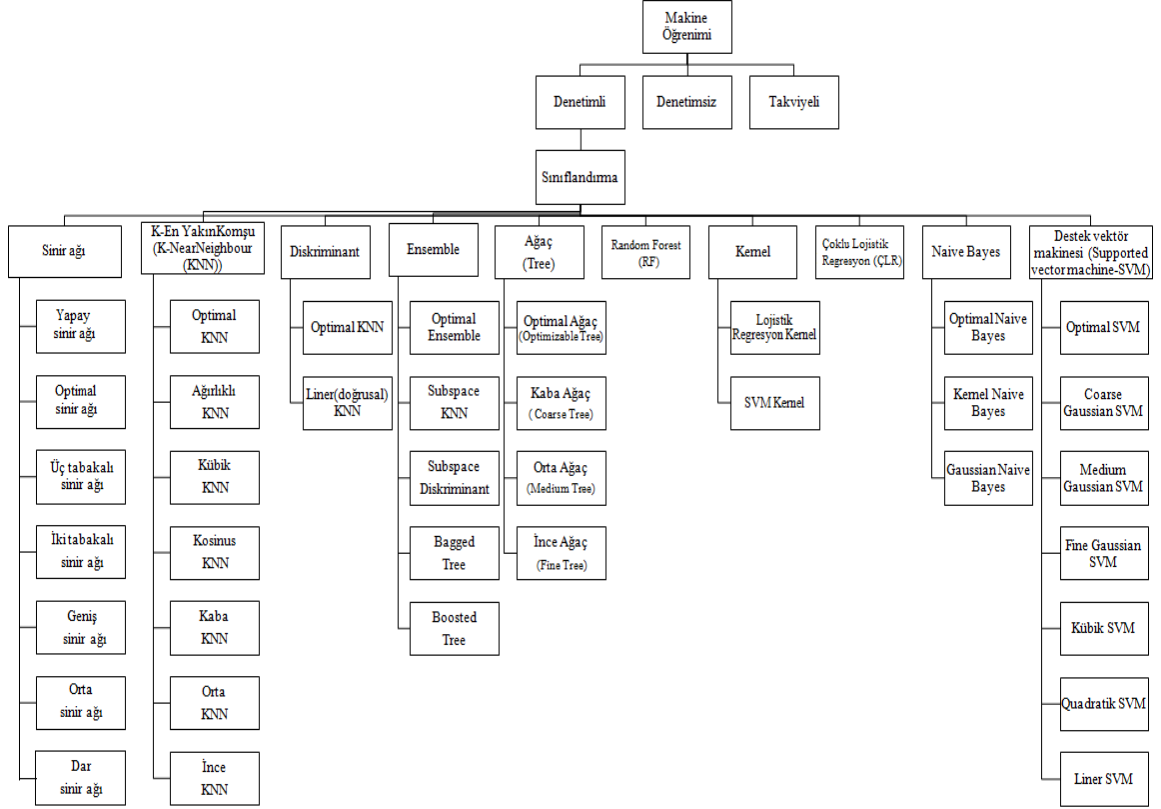 Makine
Öğrenimi
Denetimli
Denetimsiz
Takviyeli
Sınıflandırma
Sinir ağı
K-En YakınKomşu
(K-NearNeighbour
(KNN))
Diskriminant
Ensemble
Ağaç
(Tree)
Random Forest
(RF)
Kernel
Çoklu Lojistik
Regresyon (ÇLR)
Naive Bayes
Destek vektör
makinesi (Supported
vector machine-SVM)
Yapay
sinir ağı
Optimal
sinir ağı
Üç tabakalı
sinir ağı
İki tabakalı
sinir ağı
Geniş
sinir ağı
Orta
sinir ağı
Dar
sinir ağı
Optimal
KNN
Ağırlıklı
KNN
Kübik
KNN
Kosinus
KNN
Kaba
KNN
Orta
KNN
İnce
KNN
Optimal KNN
Liner(doğrusal)
KNN
Optimal
Ensemble
Subspace
KNN
Subspace
Diskriminant
Bagged
Tree
Boosted
Tree
Optimal Ağaç
(Optimizable Tree)
Kaba Ağaç
( Coarse Tree)
Orta Ağaç
(Medium Tree)
İnce Ağaç
(Fine Tree)
Lojistik
Regresyon Kernel
SVM Kernel
Optimal Naive
Bayes
Kernel Naive
Bayes
Gaussian Naive
Bayes
Optimal SVM
Coarse
Gaussian SVM
Medium
Gaussian SVM
Fine Gaussian
SVM
Kübik SVM
Quadratik SVM
Liner SVM